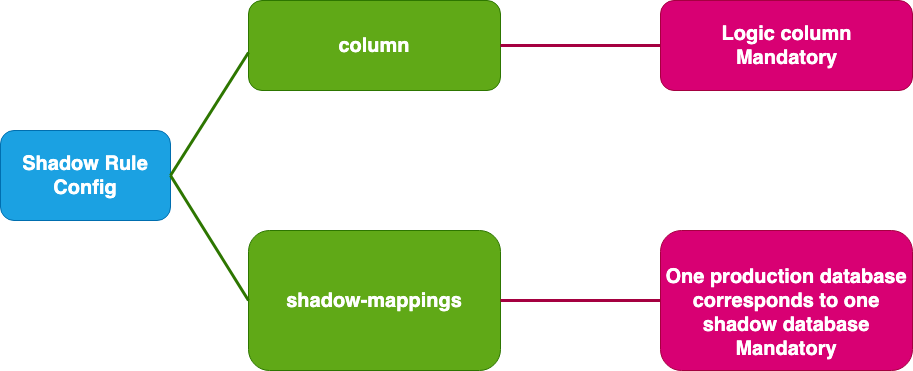 column
Logic column
Mandatory
Shadow Rule
Config
shadow-mappings
One production database
corresponds to one
shadow database
Mandatory